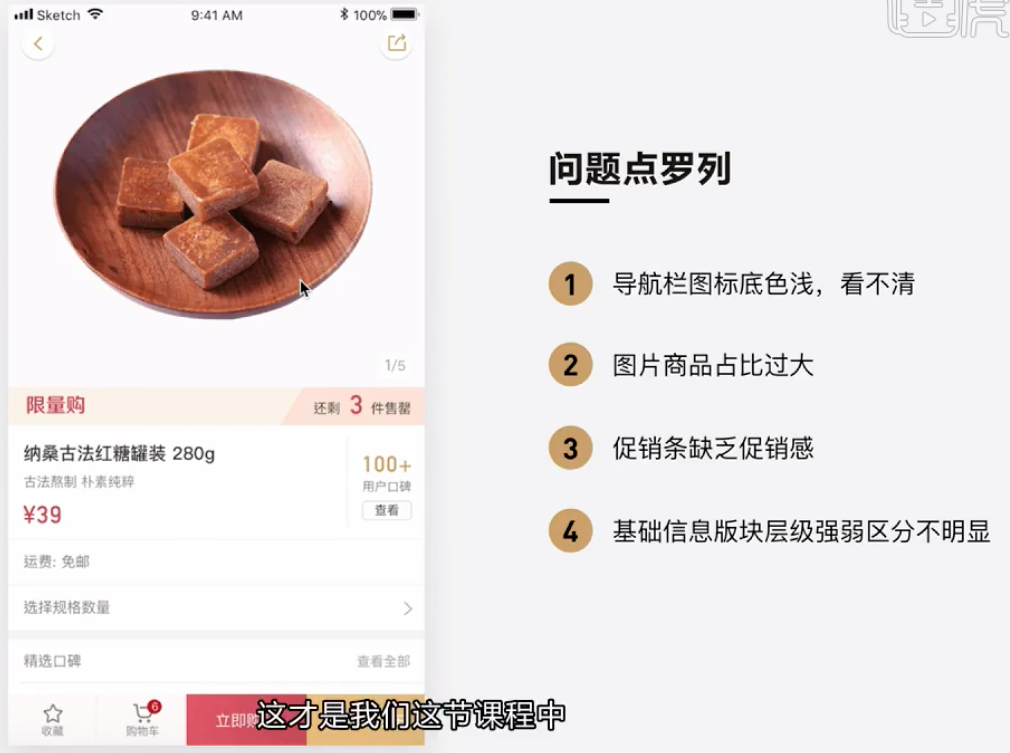 Sketch 9:41 AM 100%
1/5
限量购 还剩 3 件售罄
纳桑古法红糖罐装 280g
古法熬制 朴素纯粹
¥39
100+
用户口碑
查看
运费: 免邮
选择规格数量
精选口碑 查看全部
收藏
6
购物车
立即购
这才是我们这节课程中
问题点罗列
1 导航栏图标底色浅，看不清
2 图片商品占比过大
3 促销条缺乏促销感
4 基础信息版块层级强弱区分不明显
虎